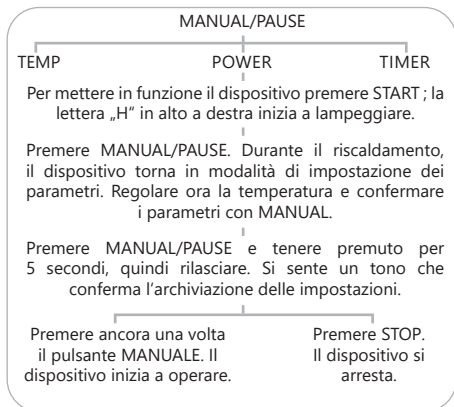 MANUAL/PAUSE
TEMP POWER TIMER
Per mettere in funzione il dispositivo premere START ; la
lettera „H“ in alto a destra inizia a lampeggiare.
Premere MANUAL/PAUSE. Durante il riscaldamento,
il dispositivo torna in modalità di impostazione dei
parametri. Regolare ora la temperatura e confermare
i parametri con MANUAL.
Premere MANUAL/PAUSE e tenere premuto per
5 secondi, quindi rilasciare. Si sente un tono che
conferma l’archiviazione delle impostazioni.
Premere ancora una volta
il pulsante MANUALE. Il
dispositivo inizia a operare.
Premere STOP.
Il dispositivo si
arresta.